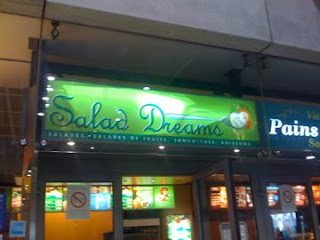 Salad Dreams
SALADES - SALADES DE FRUITS, SANDWICHES, BOISSONS
Pains